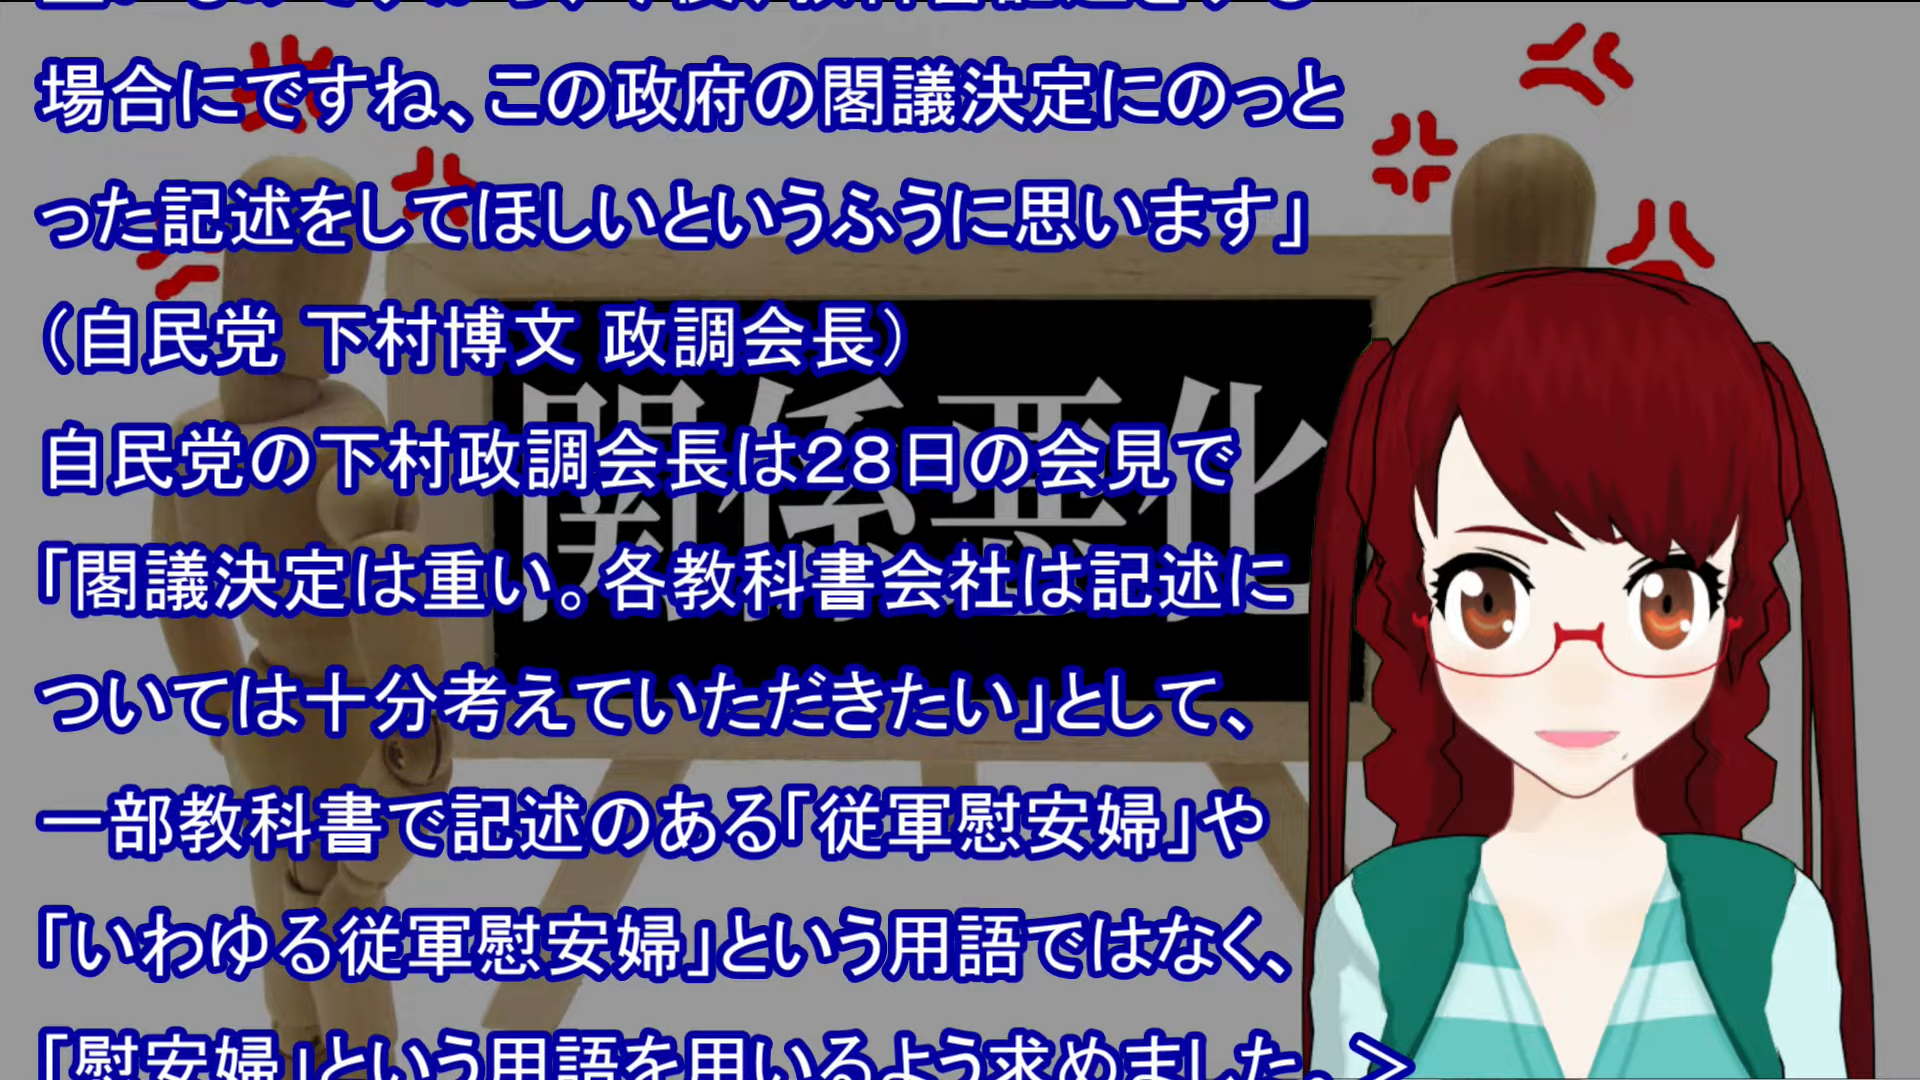 場合にですね、この政府の閣議決定にのっと
った記述をしてほしいというふうに思います」
（自民党 下村博文 政調会長）
自民党の下村政調会長は２８日の会見で
「閣議決定は重い。各教科書会社は記述に
ついては十分考えていただきたい」として、
一部教科書で記述のある「従軍慰安婦」や
「いわゆる従軍慰安婦」という用語ではなく、
「慰安婦」という用語を用いるよう求めました。＞
関係悪化